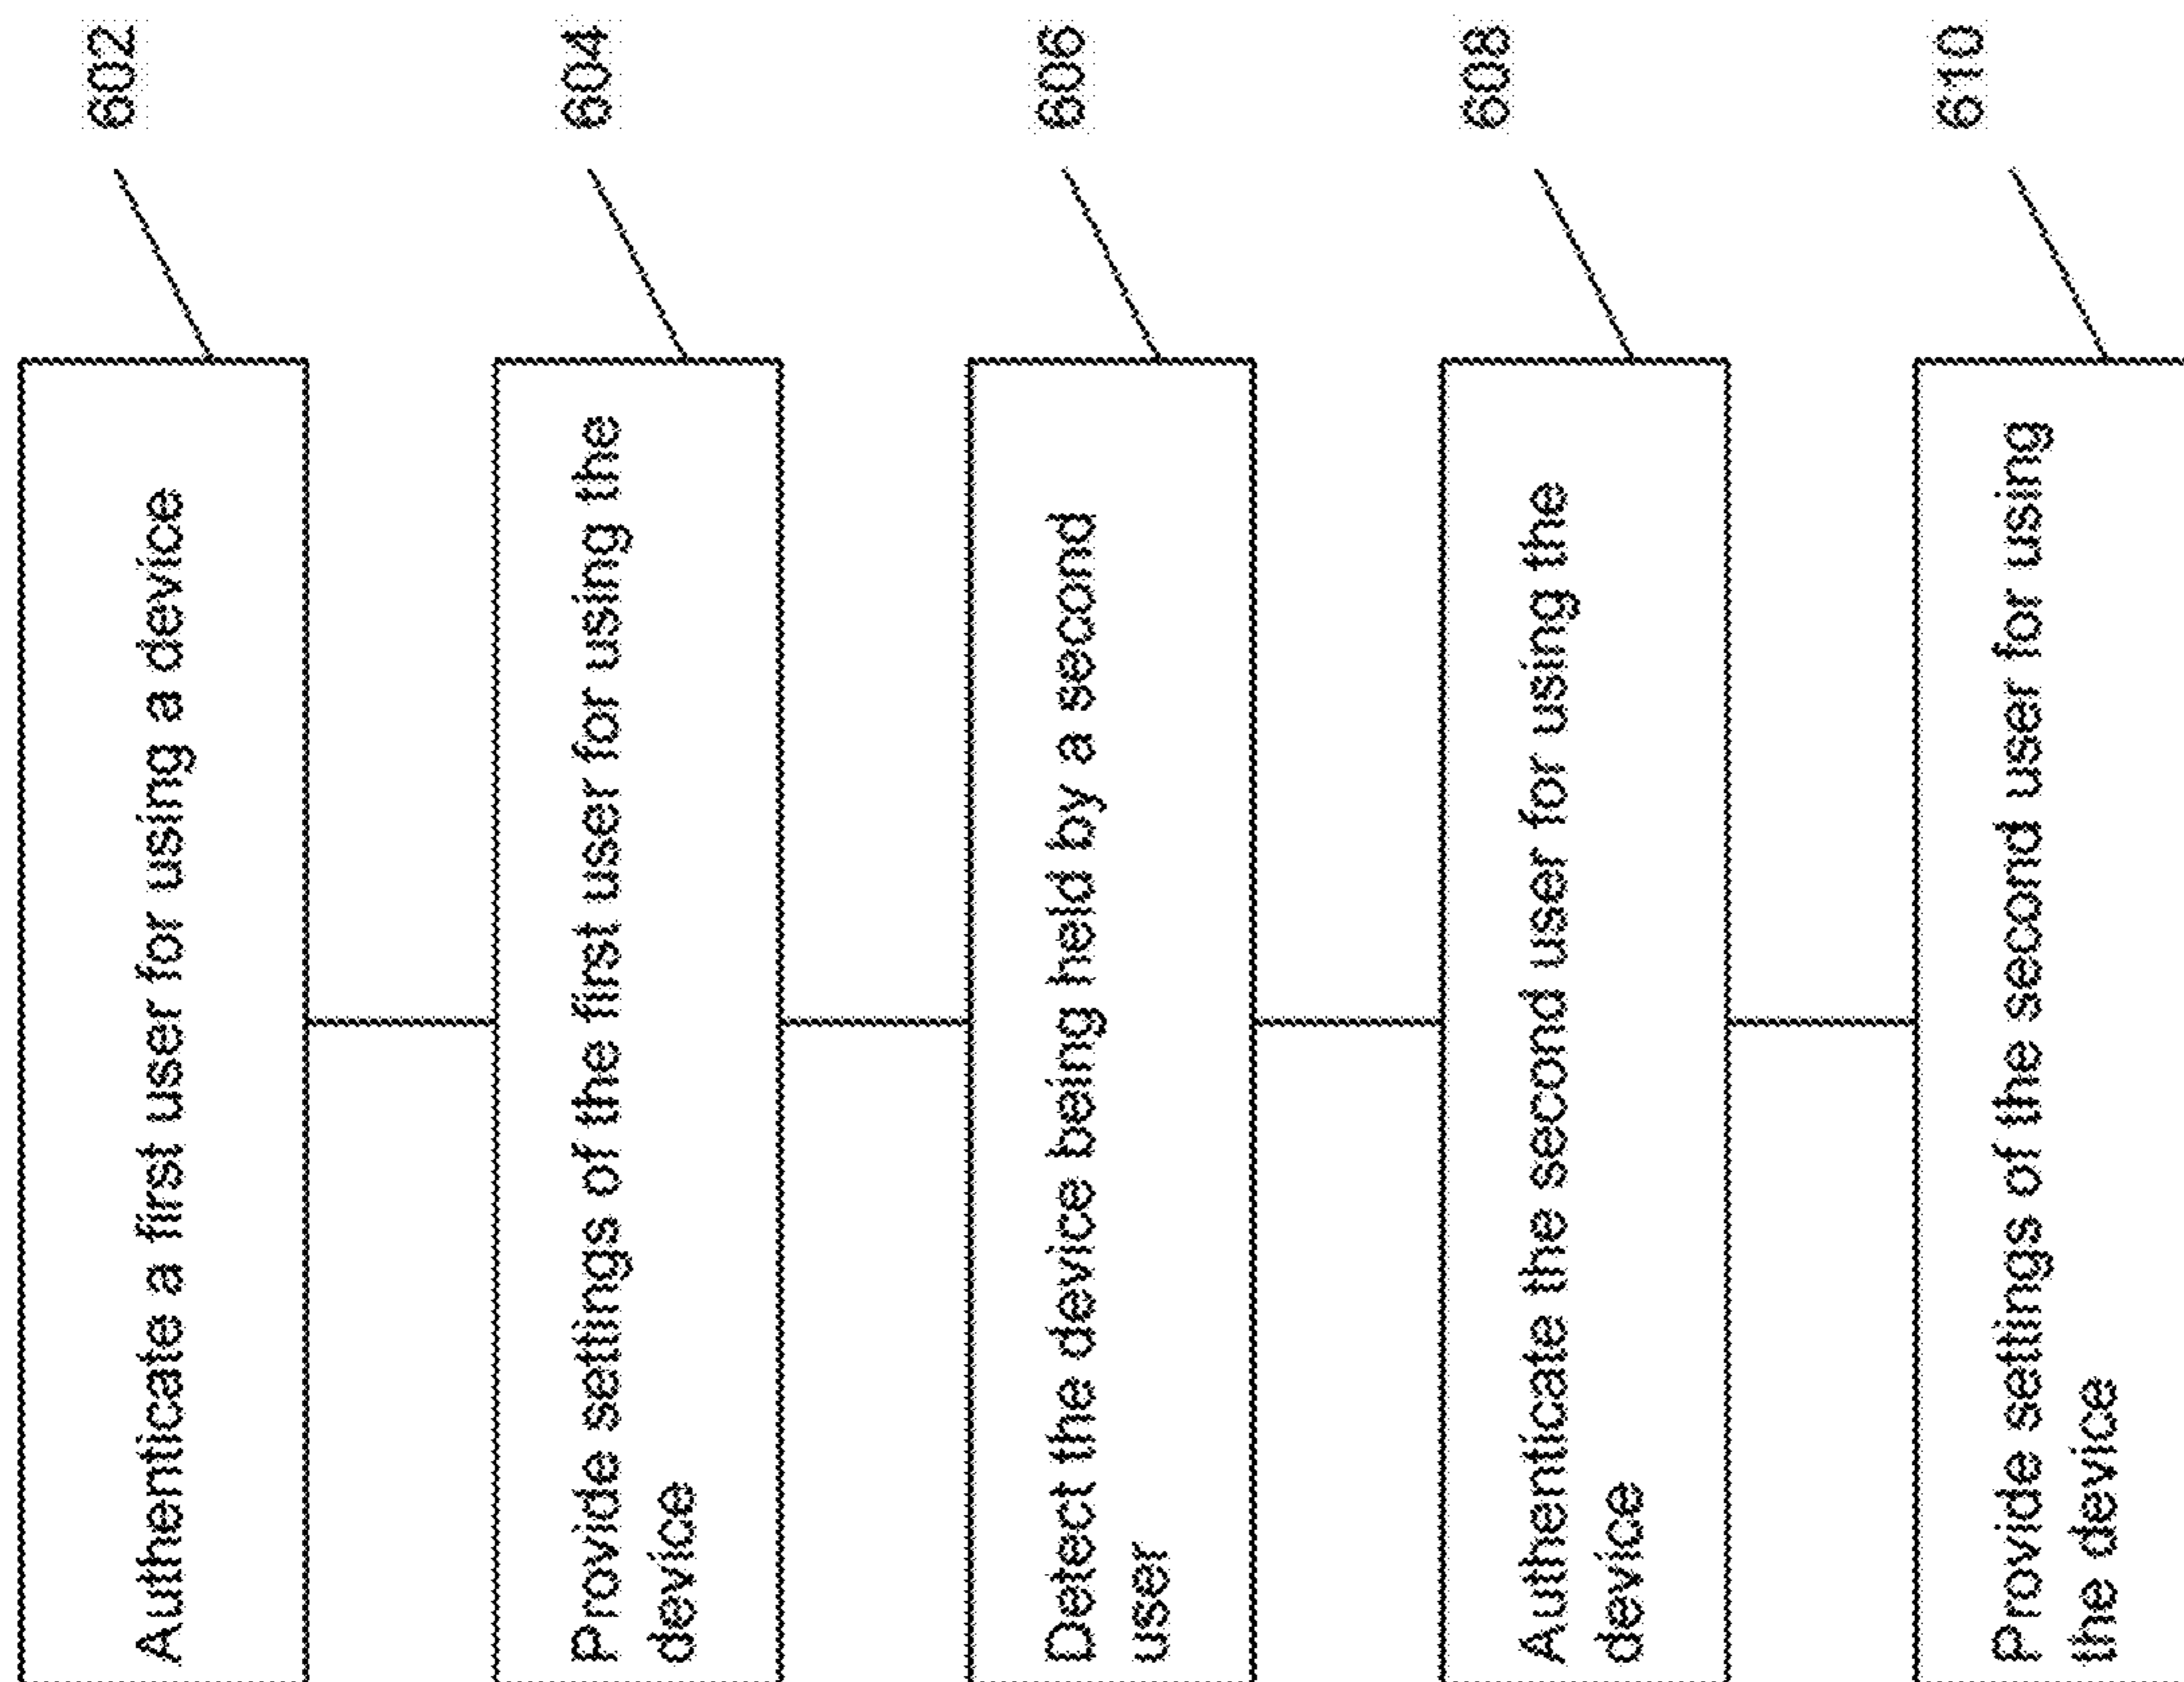 602
Authenticate a first user for using a device
604
Provide settings of the first user for using the
device
606
Detect the device being held by a second
user
608
Authenticate the second user for using the
device
610
Provide settings of the second user for using
the device